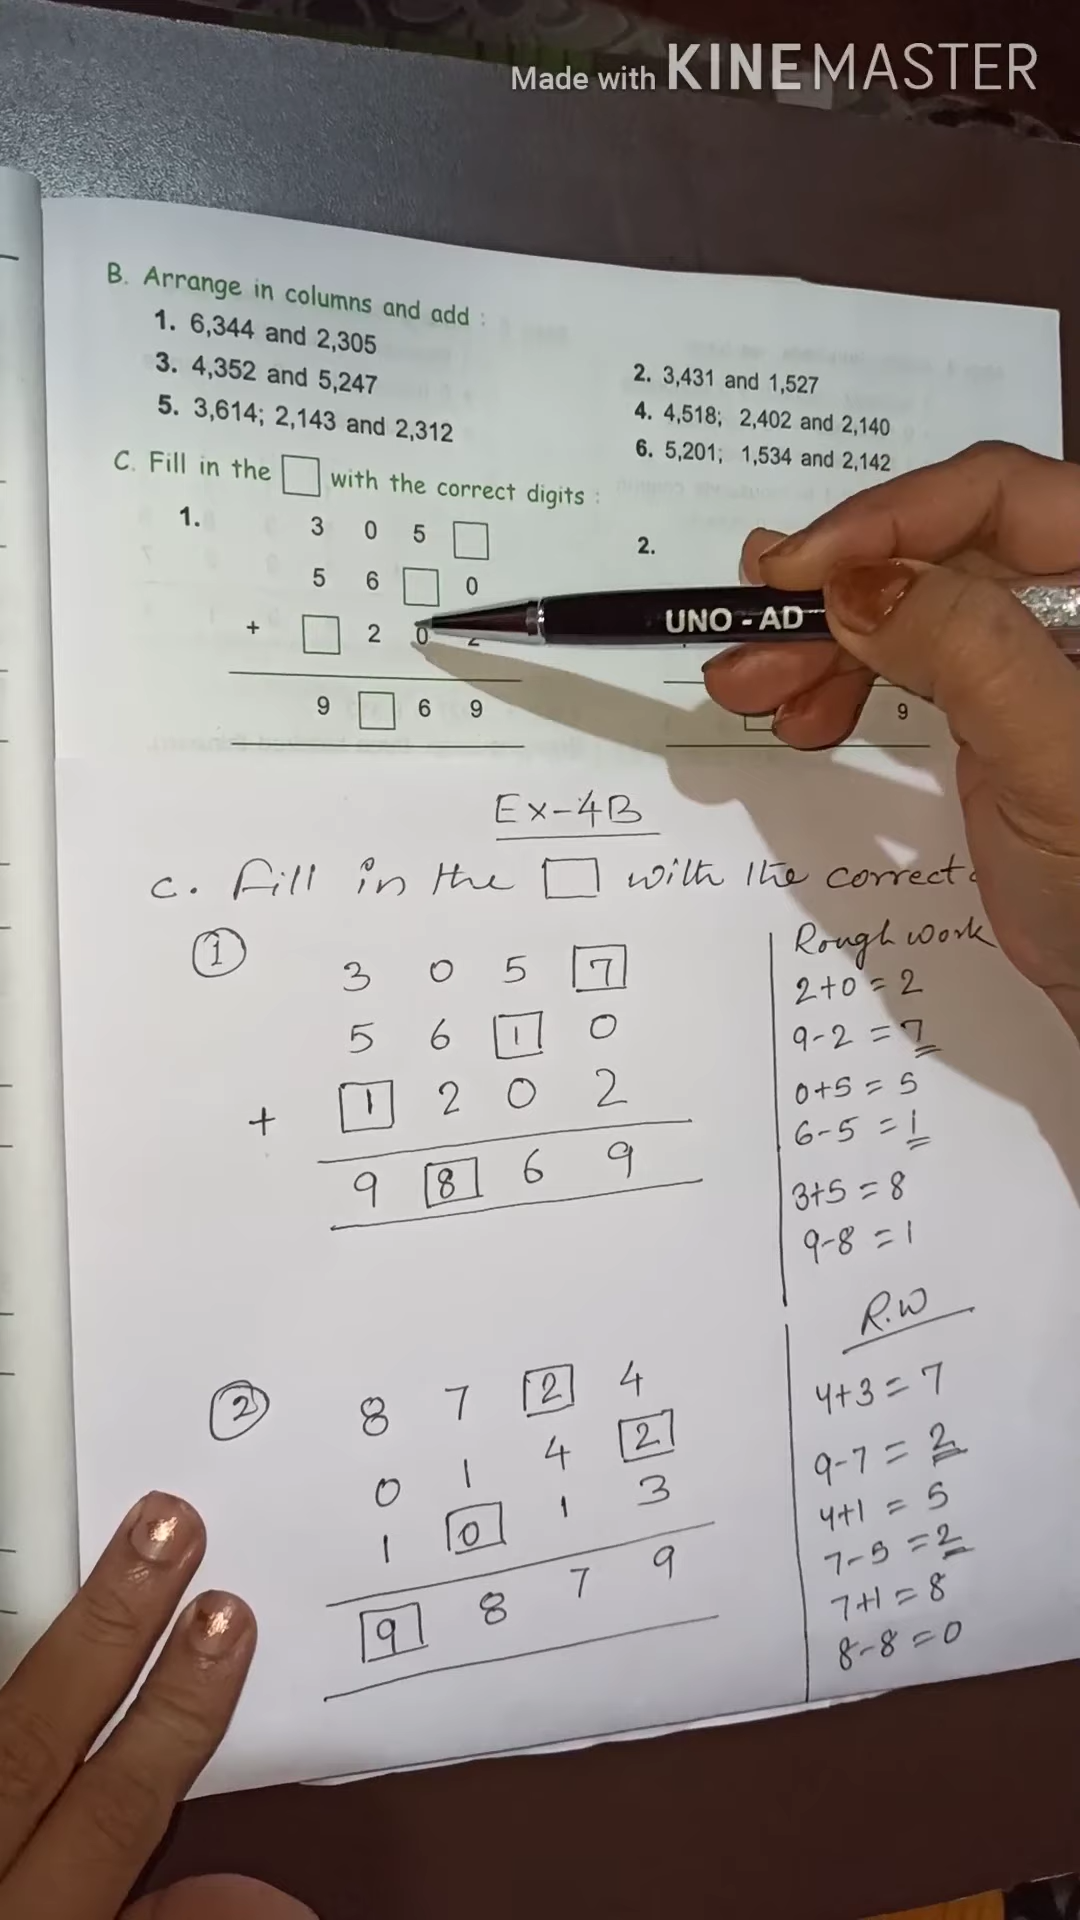 Made with KINEMASTER
B. Arrange in columns and add :
1. 6,344 and 2,305
2. 3,431 and 1,527
3. 4,352 and 5,247
4. 4,518; 2,402 and 2,140
5. 3,614; 2,143 and 2,312
6. 5,201; 1,534 and 2,142
C. Fill in the □ with the correct digits :
1.
3 0 5 □
5 6 □ 0
+ □ 2 0 2
9 □ 6 9
2.
9
UNO - AD
Ex-4B
C. Fill in the □ with the correct
1
3 0 5 7
5 6 1 0
+ 1 2 0 2
9 8 6 9
Rough work
2+0 = 2
9-2 = 7
0+5 = 5
6-5 = 1
3+5 = 8
9-8 = 1
2
8 7 2 4
0 1 4 2
1 0 1 3
9 8 7 9
R.W
4+3 = 7
9-7 = 2
4+1 = 5
7-5 = 2
7+1 = 8
8-8 = 0